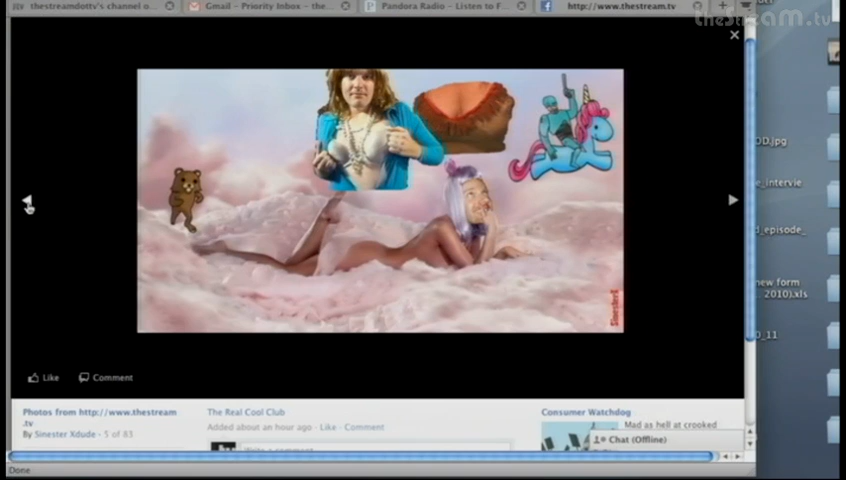 thestreamdottv's channel o...
Gmail - Priority Inbox - the...
Pandora Radio - Listen to F...
http://www.thestream.tv
theStream.tv
OD.jpg
e_intervie
d_episode_
new form
... 2010).xls
0_11
Sinester6
Like
Comment
Photos from http://www.thestream
.tv
By Sinester Xdude - 5 of 83
The Real Cool Club
Added about an hour ago · Like · Comment
Write a comment...
Consumer Watchdog
Mad as hell at crooked
Chat (Offline)
Done